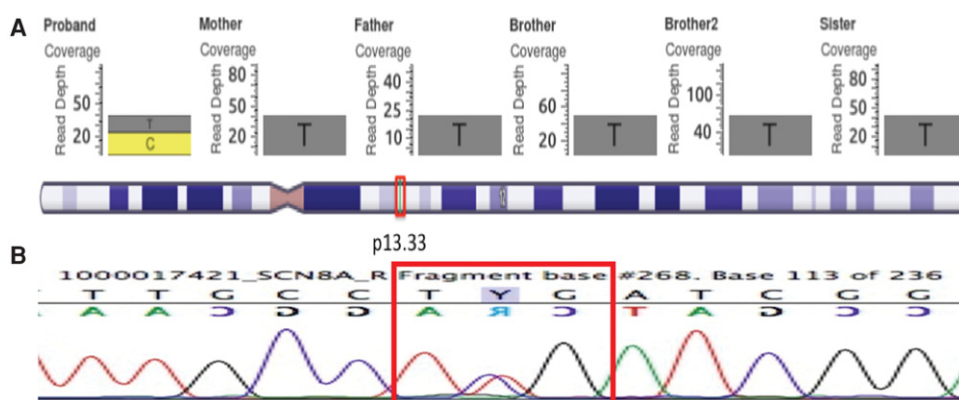 A
Proband Mother Father Brother Brother2 Sister
Coverage Coverage Coverage Coverage Coverage Coverage
Read Depth 50 20 T C
Read Depth 80 50 20 T
Read Depth 40 25 10 T
Read Depth 60 20 T
Read Depth 100 40 T
Read Depth 80 50 20 T
p13.33
B
1000017421_SCN8A_R Fragment base #268. Base 113 of 236
T T G C C T Y G A T C G G
A A C G G A R C T A G C C